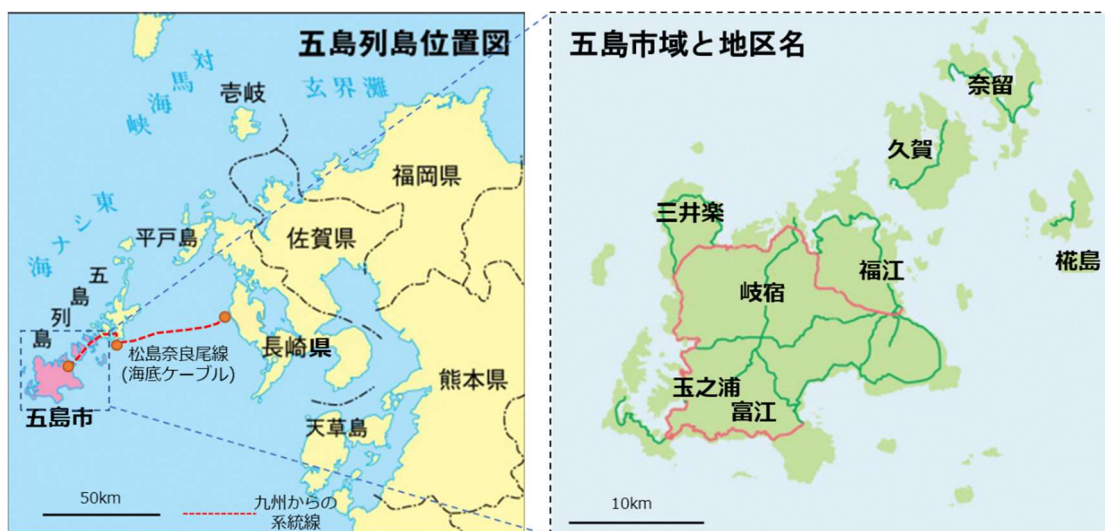 五島列島位置図
対馬海峡
玄界灘
壱岐
福岡県
東シナ海
平戸島
佐賀県
五島列島
松島奈良尾線
(海底ケーブル)
長崎県
熊本県
五島市
天草島
50km
九州からの
系統線
五島市域と地区名
奈留
久賀
三井楽
椛島
福江
岐宿
玉之浦
富江
10km